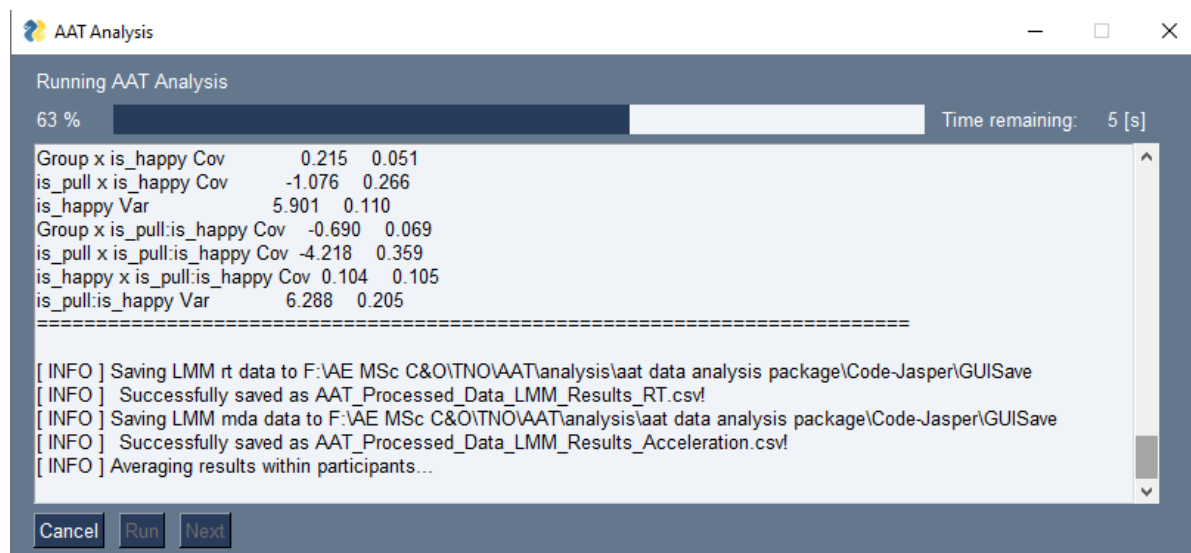 AAT Analysis
Running AAT Analysis
63 % Time remaining: 5 [s]
Group x is_happy Cov 0.215 0.051
is_pull x is_happy Cov -1.076 0.266
is_happy Var 5.901 0.110
Group x is_pull:is_happy Cov -0.690 0.069
is_pull x is_pull:is_happy Cov -4.218 0.359
is_happy x is_pull:is_happy Cov 0.104 0.105
is_pull:is_happy Var 6.288 0.205
==========================================================================
[ INFO ] Saving LMM rt data to F:\AE MSc C&O\TNO\AAT\analysis\aat data analysis package\Code-Jasper\GUISave
[ INFO ] Successfully saved as AAT_Processed_Data_LMM_Results_RT.csv!
[ INFO ] Saving LMM mda data to F:\AE MSc C&O\TNO\AAT\analysis\aat data analysis package\Code-Jasper\GUISave
[ INFO ] Successfully saved as AAT_Processed_Data_LMM_Results_Acceleration.csv!
[ INFO ] Averaging results within participants...
Cancel Run Next